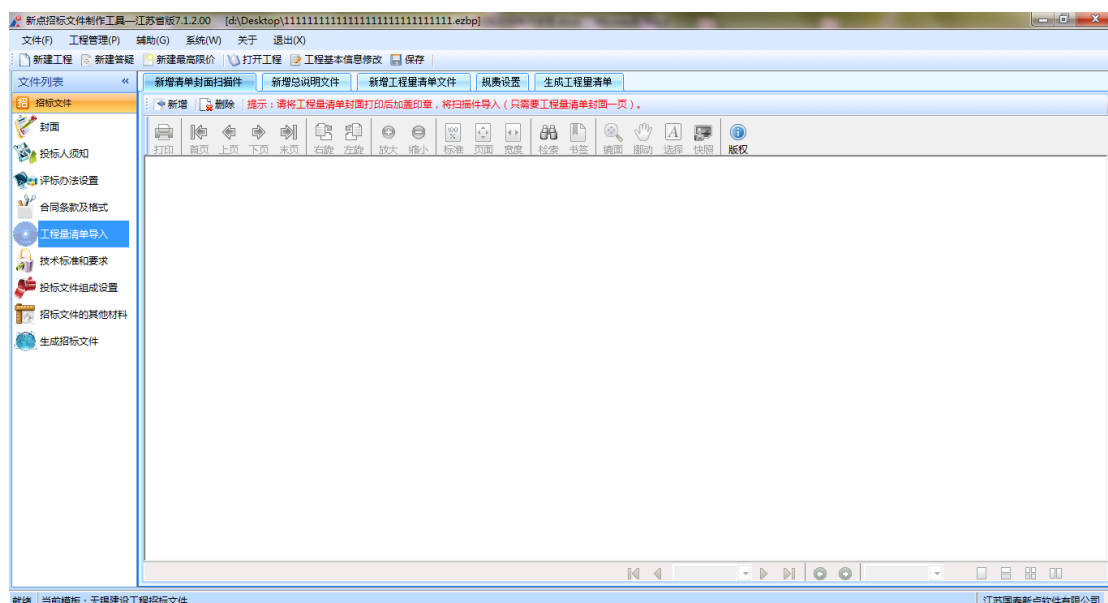 新点招标文件制作工具—江苏省版7.1.2.00 [d:\Desktop\1111111111111111111111111111.ezbp]
文件(F) 工程管理(P) 辅助(G) 系统(W) 关于 退出(X)
新建工程 新建答疑 新建最高限价 打开工程 工程基本信息修改 保存
文件列表 «
新增清单封面扫描件 新增总说明文件 新增工程量清单文件 规费设置 生成工程量清单
招 招标文件
新增 删除 提示：请将工程量清单封面打印后加盖印章，将扫描件导入（只需要工程量清单封面一页）。
封面
投标人须知
评标办法设置
合同条款及格式
工程量清单导入
技术标准和要求
投标文件组成设置
招标文件的其他材料
生成招标文件
打印 首页 上页 下页 末页 右旋 左旋 放大 缩小 标准 页面 宽度 检索 书签 镜面 挪动 选择 快照 版权
就绪 当前模板：无锡建设工程招标文件
江苏国泰新点软件有限公司